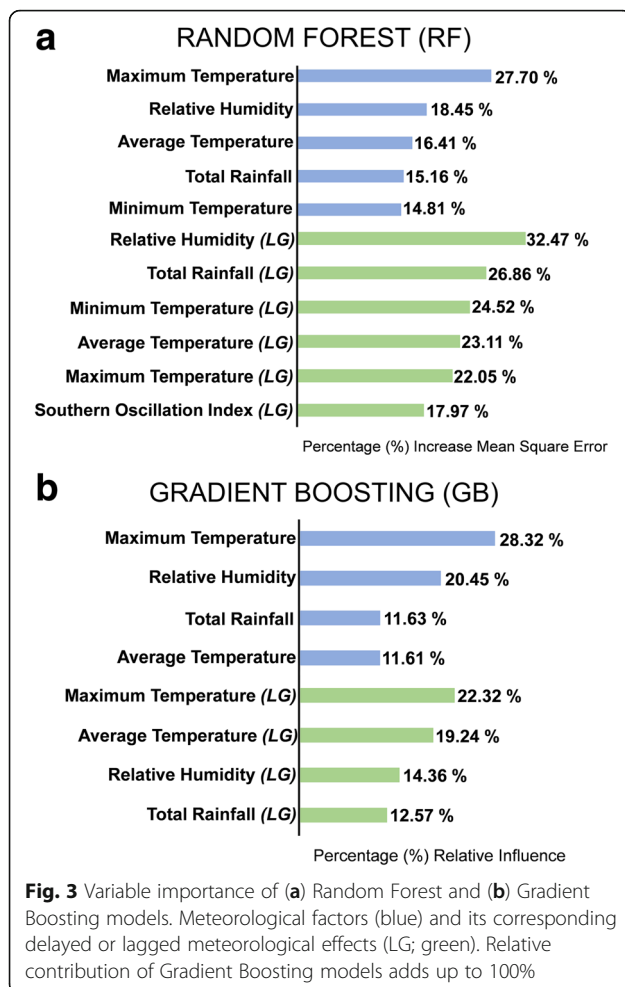 a
RANDOM FOREST (RF)
Maximum Temperature 27.70 %
Relative Humidity 18.45 %
Average Temperature 16.41 %
Total Rainfall 15.16 %
Minimum Temperature 14.81 %
Relative Humidity (LG) 32.47 %
Total Rainfall (LG) 26.86 %
Minimum Temperature (LG) 24.52 %
Average Temperature (LG) 23.11 %
Maximum Temperature (LG) 22.05 %
Southern Oscillation Index (LG) 17.97 %
Percentage (%) Increase Mean Square Error
b
GRADIENT BOOSTING (GB)
Maximum Temperature 28.32 %
Relative Humidity 20.45 %
Total Rainfall 11.63 %
Average Temperature 11.61 %
Maximum Temperature (LG) 22.32 %
Average Temperature (LG) 19.24 %
Relative Humidity (LG) 14.36 %
Total Rainfall (LG) 12.57 %
Percentage (%) Relative Influence
Fig. 3 Variable importance of (a) Random Forest and (b) Gradient
Boosting models. Meteorological factors (blue) and its corresponding
delayed or lagged meteorological effects (LG; green). Relative
contribution of Gradient Boosting models adds up to 100%